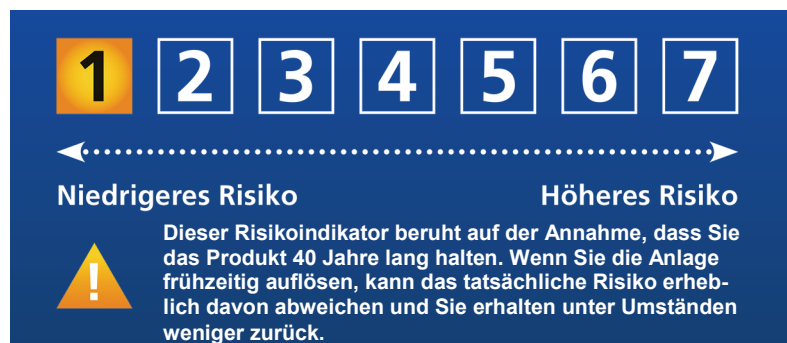 1 2 3 4 5 6 7
Niedrigeres Risiko Höheres Risiko
Dieser Risikoindikator beruht auf der Annahme, dass Sie
das Produkt 40 Jahre lang halten. Wenn Sie die Anlage
frühzeitig auflösen, kann das tatsächliche Risiko erheb-
lich davon abweichen und Sie erhalten unter Umständen
weniger zurück.
!